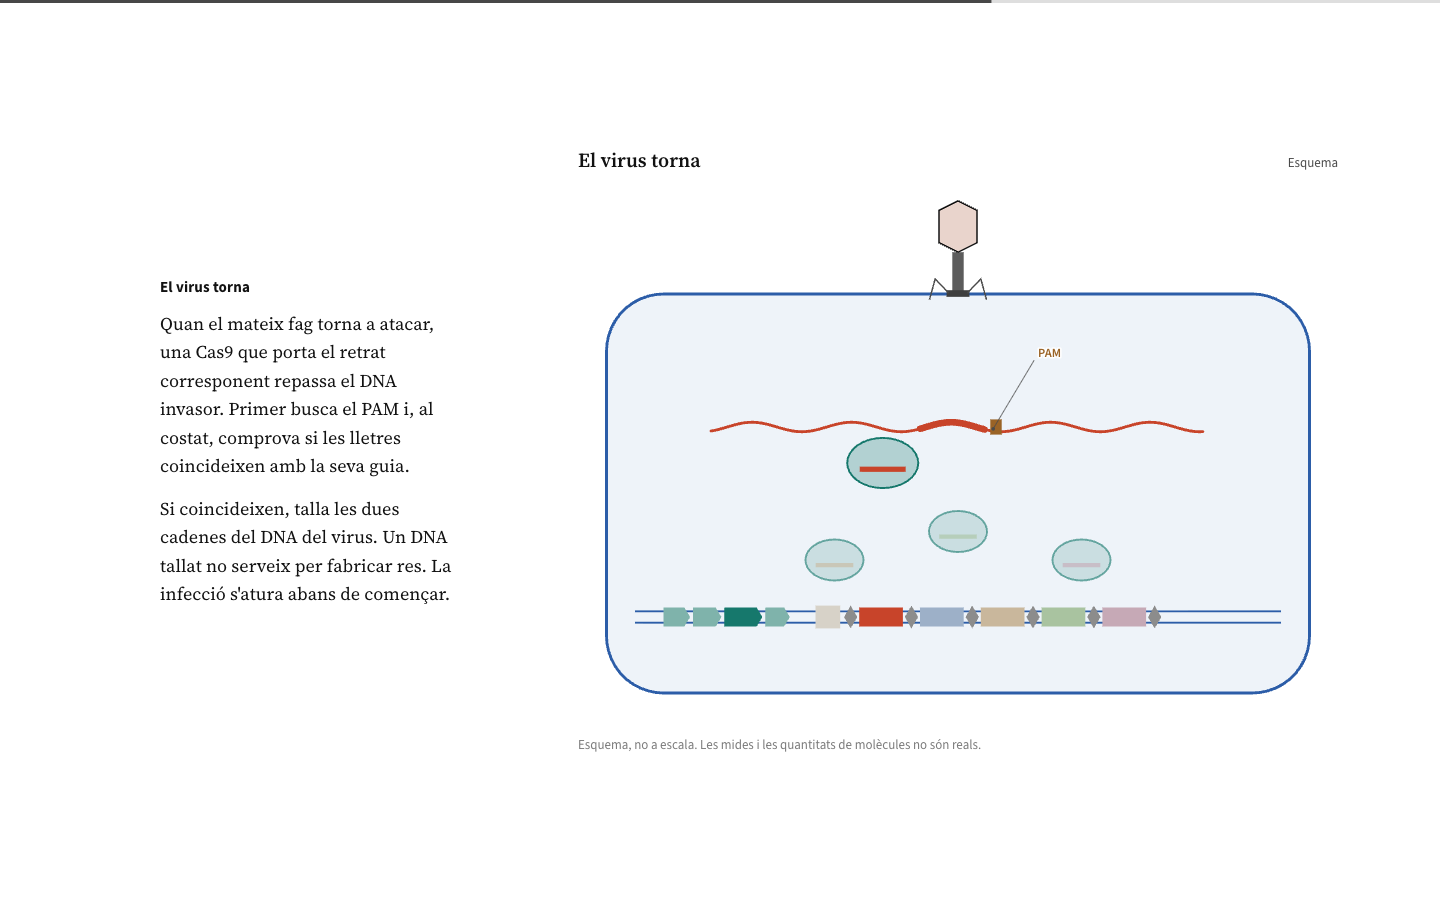 El virus torna
Esquema
El virus torna
Quan el mateix fag torna a atacar,
una Cas9 que porta el retrat
corresponent repassa el DNA
invasor. Primer busca el PAM i, al
costat, comprova si les lletres
coincideixen amb la seva guia.
Si coincideixen, talla les dues
cadenes del DNA del virus. Un DNA
tallat no serveix per fabricar res. La
infecció s'atura abans de començar.
PAM
Esquema, no a escala. Les mides i les quantitats de molècules no són reals.